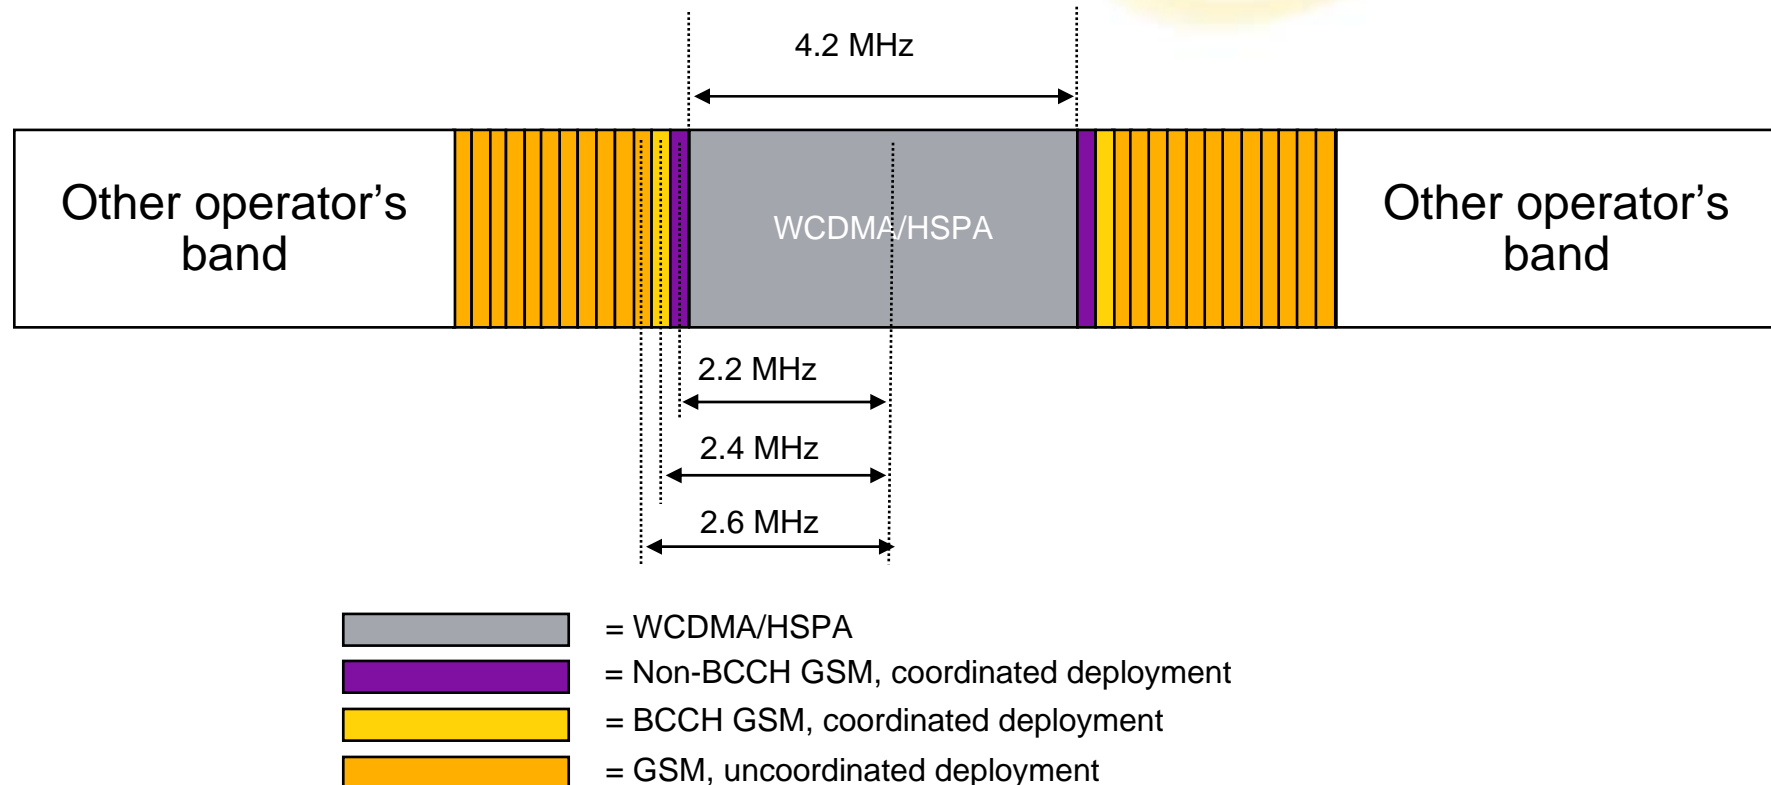 4.2 MHz
Other operator’s
band
WCDMA/HSPA
Other operator’s
band
2.2 MHz
2.4 MHz
2.6 MHz
= WCDMA/HSPA
= Non-BCCH GSM, coordinated deployment
= BCCH GSM, coordinated deployment
= GSM, uncoordinated deployment